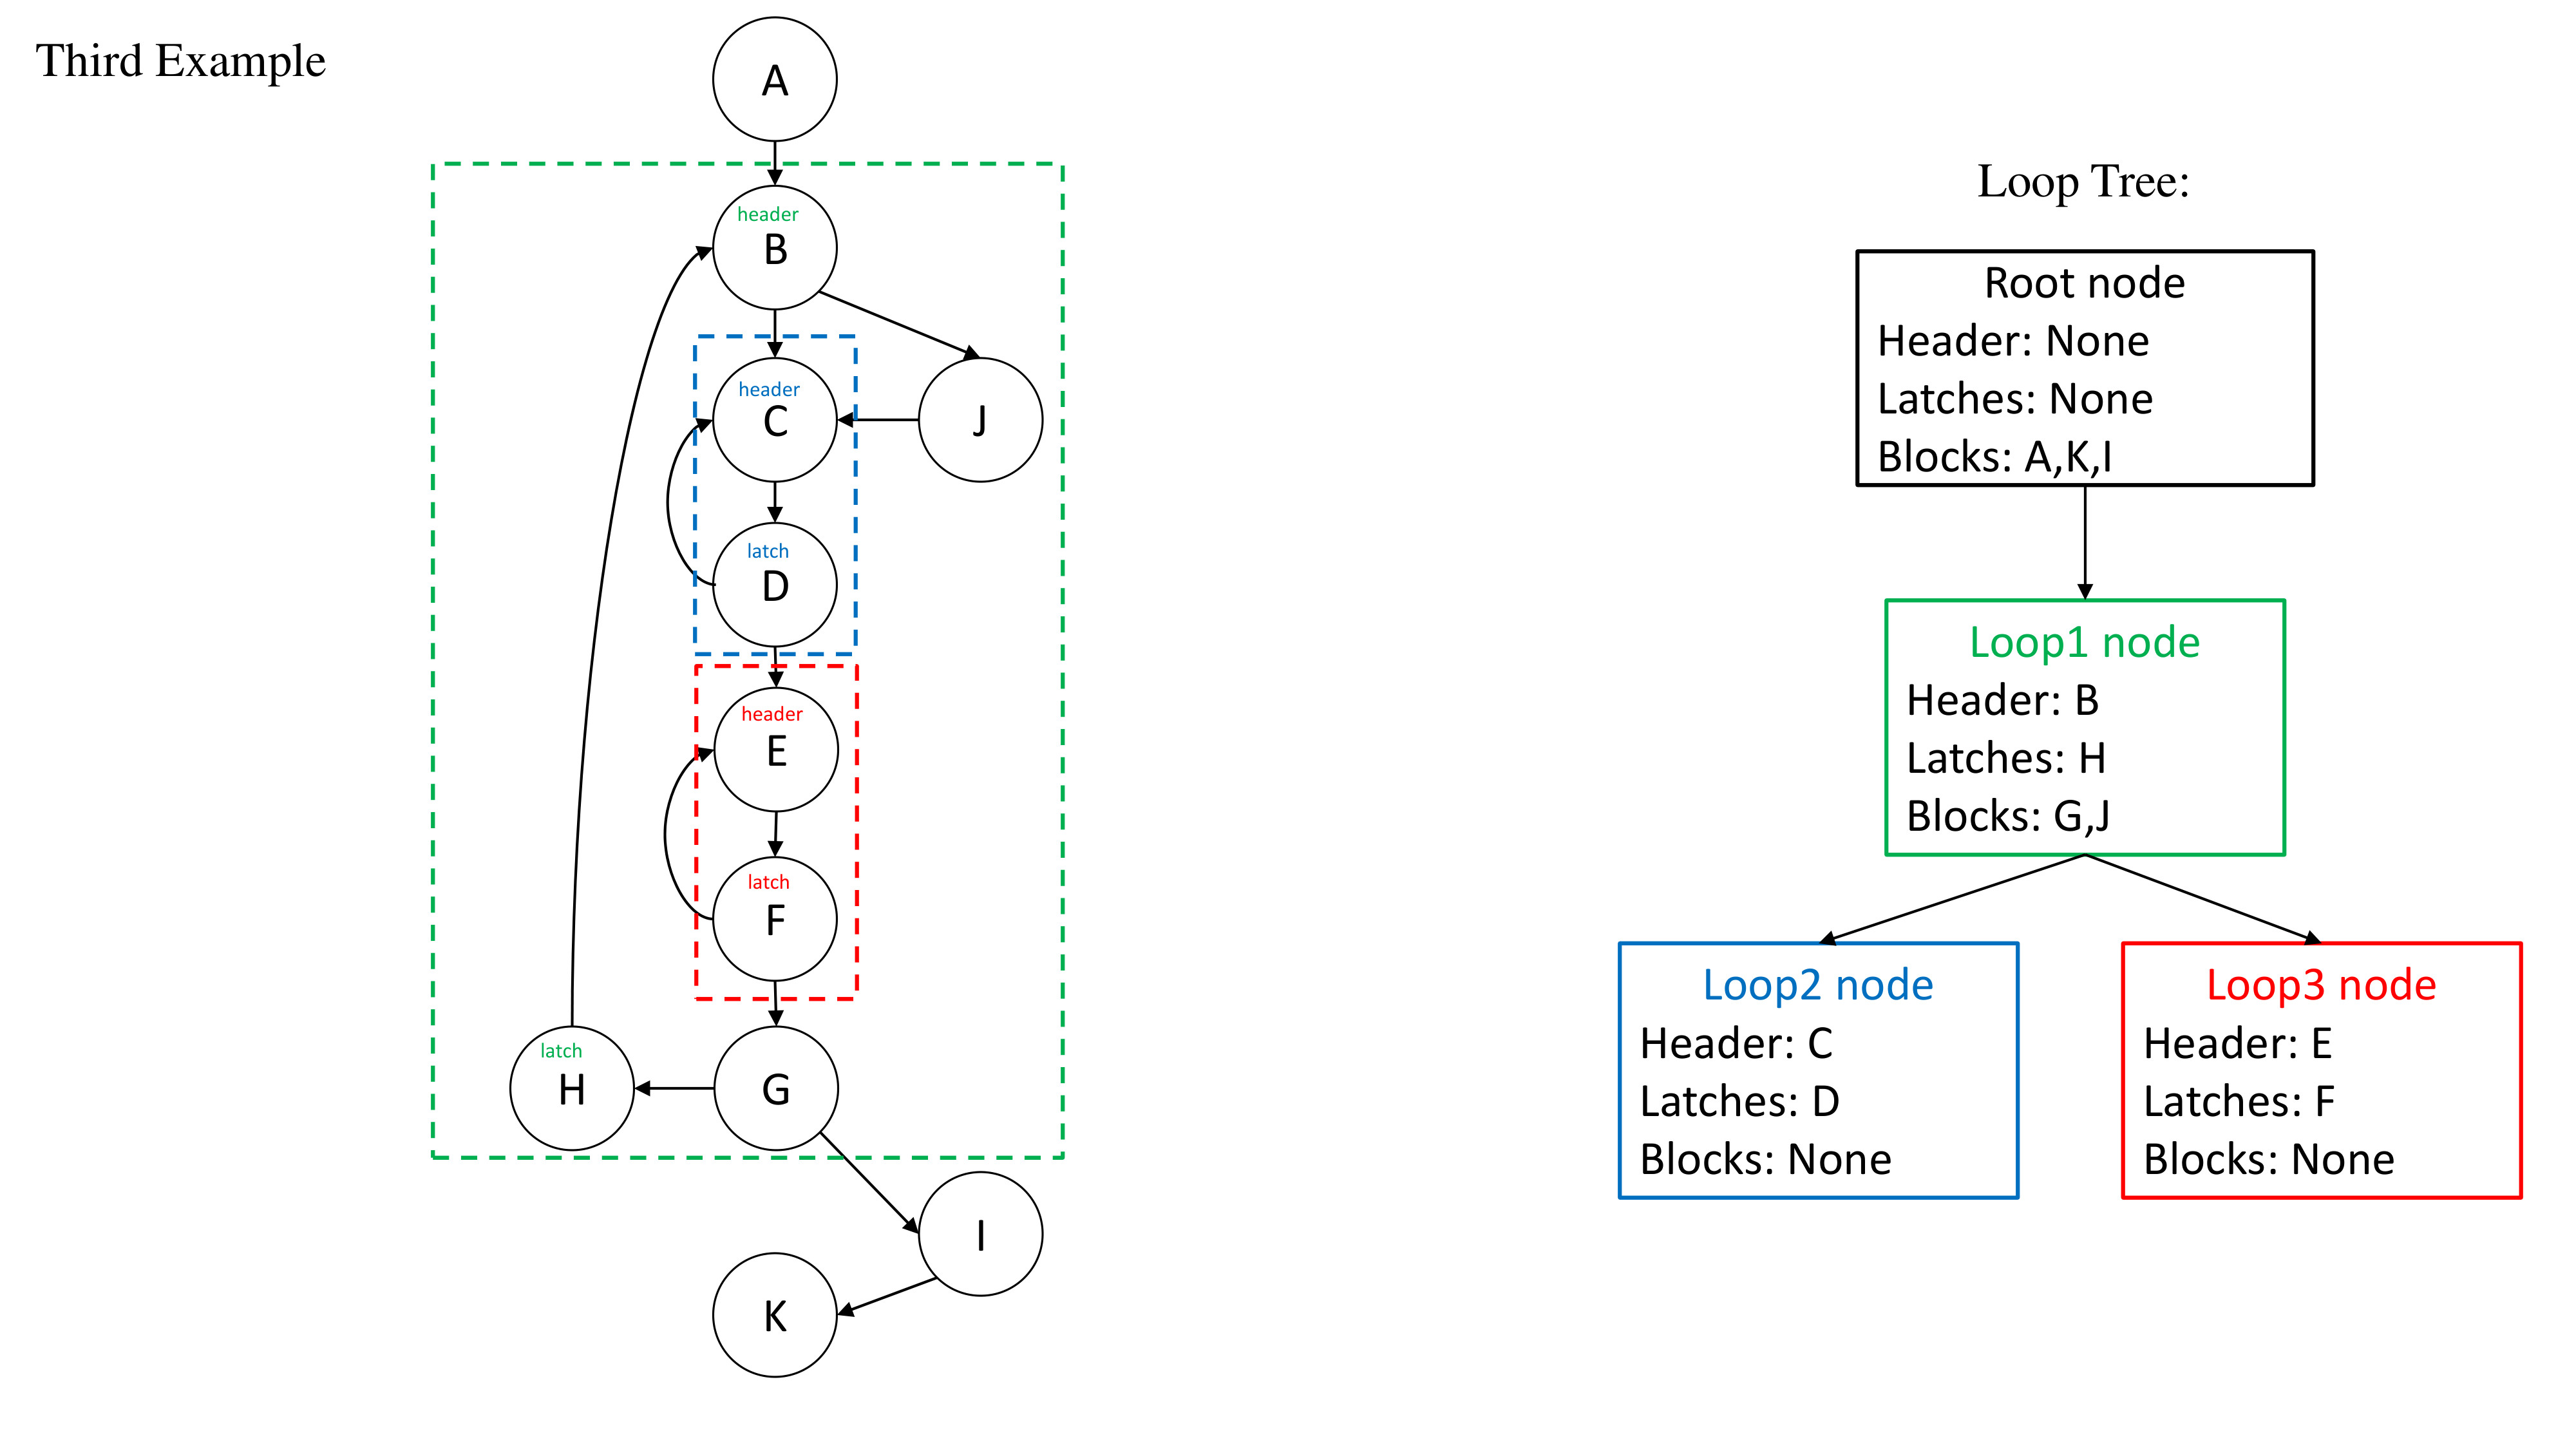 Third Example
A
header
B
header
C
J
latch
D
header
E
latch
F
latch
H
G
I
K
Loop Tree:
Root node
Header: None
Latches: None
Blocks: A,K,I
Loop1 node
Header: B
Latches: H
Blocks: G,J
Loop2 node
Header: C
Latches: D
Blocks: None
Loop3 node
Header: E
Latches: F
Blocks: None